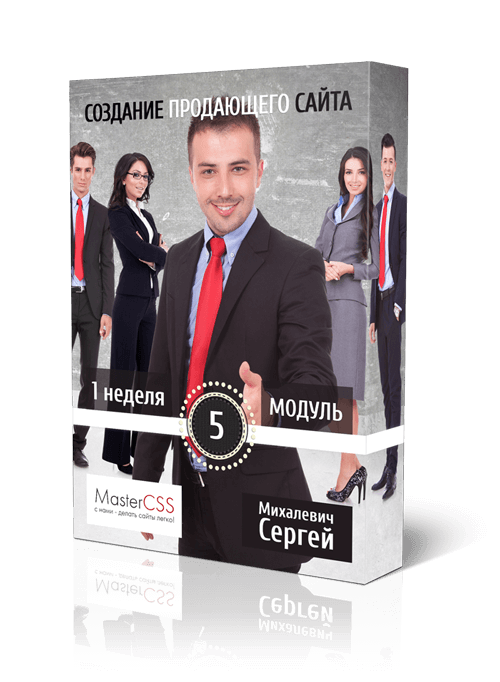 СОЗДАНИЕ ПРОДАЮЩЕГО САЙТА
1 неделя
5
МОДУЛЬ
MasterCSS
с нами - делать сайты легко!
Михалевич
Сергей